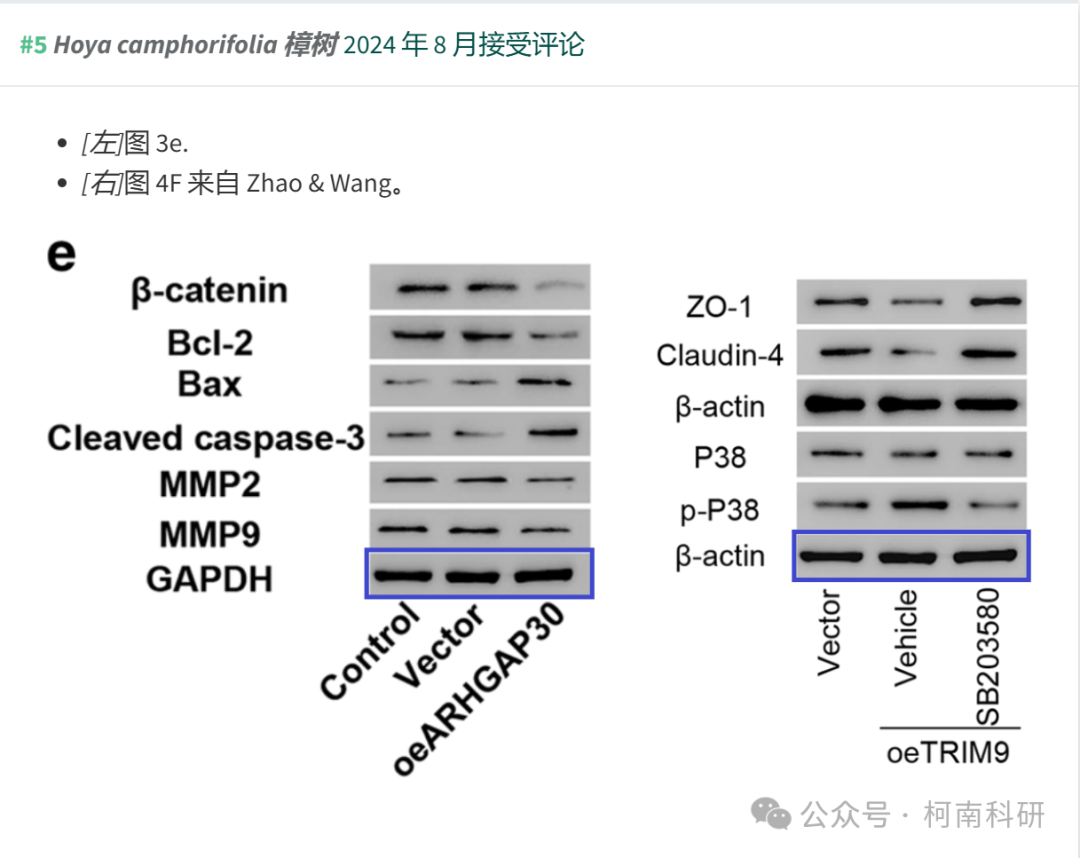 #5 Hoya camphorifolia 樟树 2024 年 8 月接受评论
[左]图 3e.
[右]图 4F 来自 Zhao & Wang。
e
β-catenin
Bcl-2
Bax
Cleaved caspase-3
MMP2
MMP9
GAPDH
Control
Vector
oeARHGAP30
ZO-1
Claudin-4
β-actin
P38
p-P38
β-actin
Vector
Vehicle
SB203580
oeTRIM9
公众号 · 柯南科研